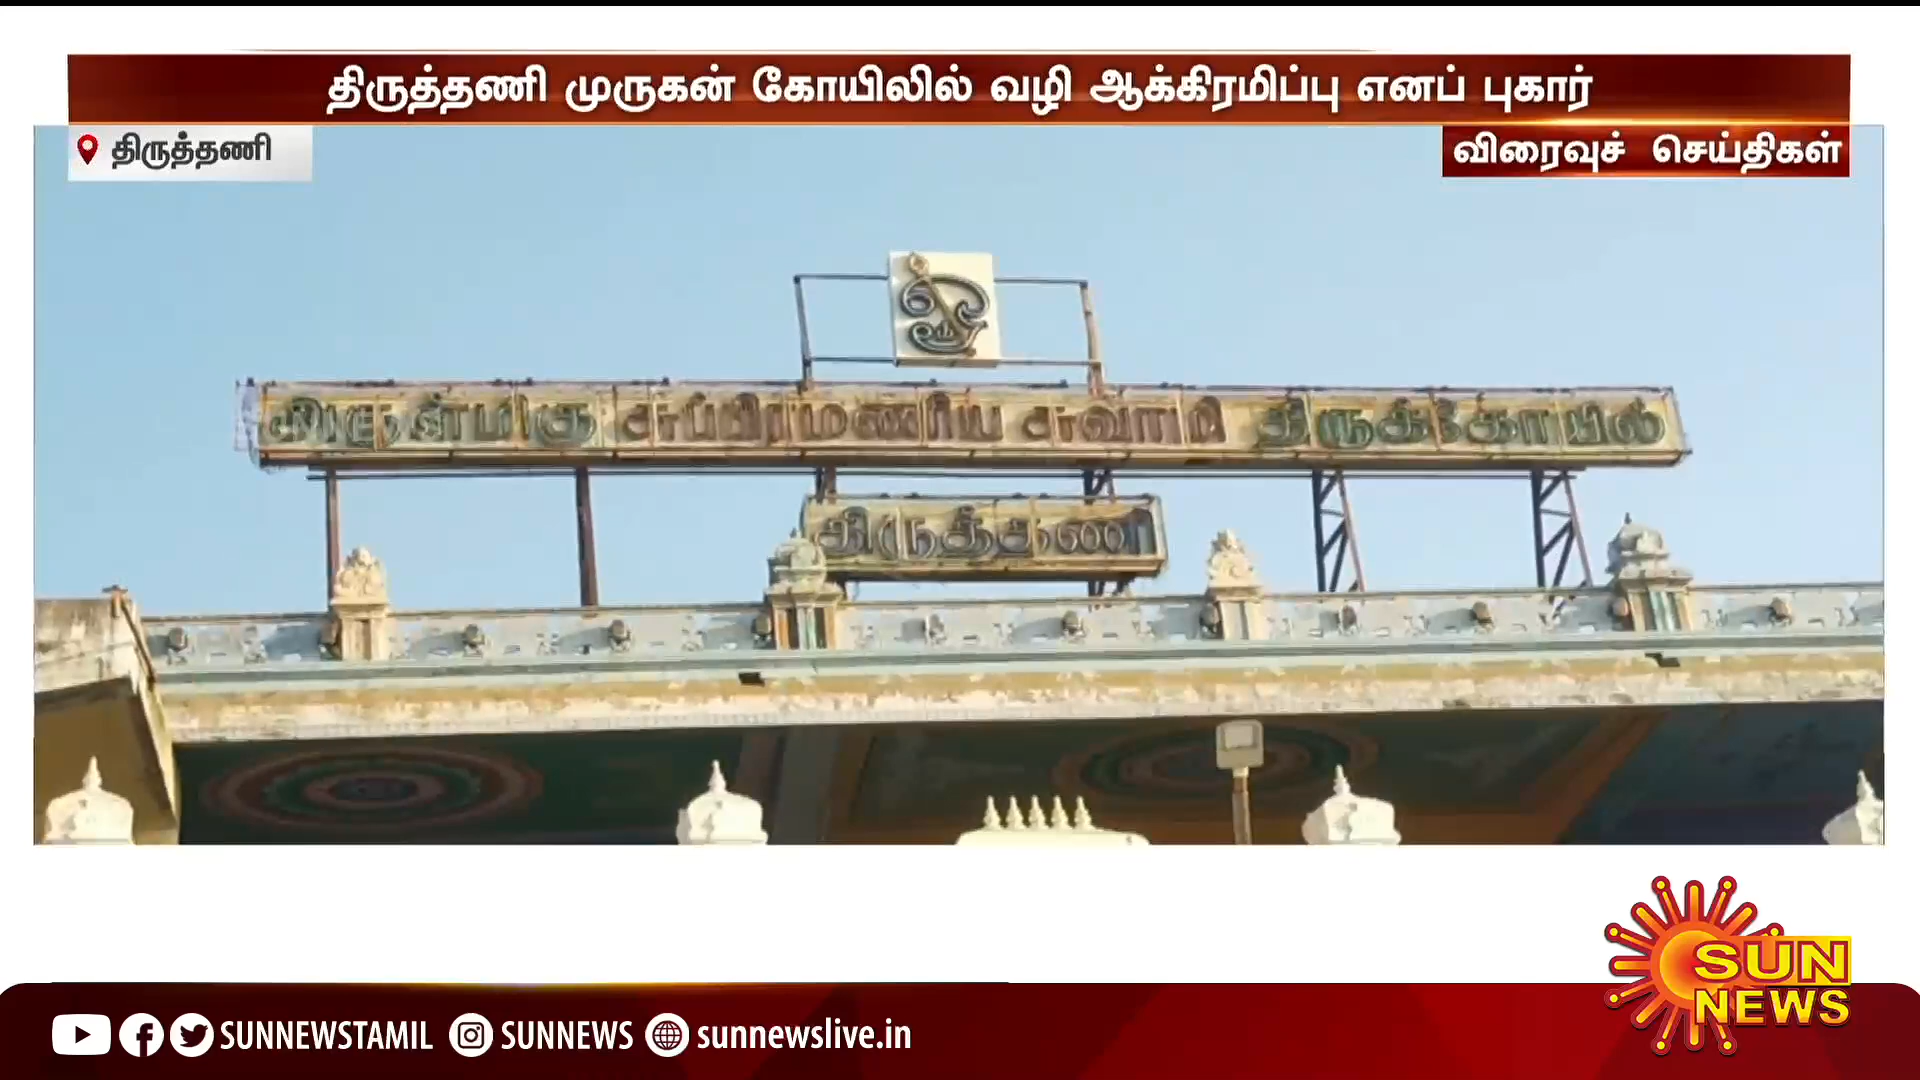 திருத்தணி முருகன் கோயிலில் வழி ஆக்கிரமிப்பு எனப் புகார்
திருத்தணி
விரைவுச் செய்திகள்
ஓம்
அருள்மிகு சுப்பிரமணிய சுவாமி திருக்கோயில்
திருத்தணி
SUN
NEWS
SUNNEWSTAMIL SUNNEWS sunnewslive.in